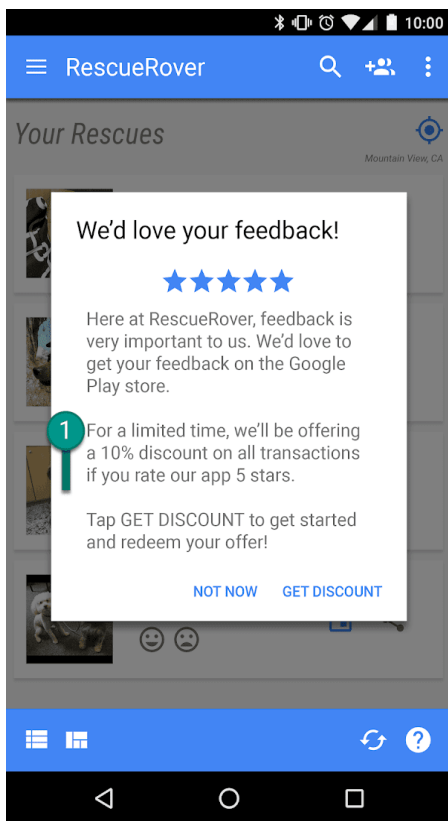 10:00
RescueRover
Your Rescues
Mountain View, CA
We'd love your feedback!
Here at RescueRover, feedback is
very important to us. We'd love to
get your feedback on the Google
Play store.
1
For a limited time, we'll be offering
a 10% discount on all transactions
if you rate our app 5 stars.
Tap GET DISCOUNT to get started
and redeem your offer!
NOT NOW GET DISCOUNT